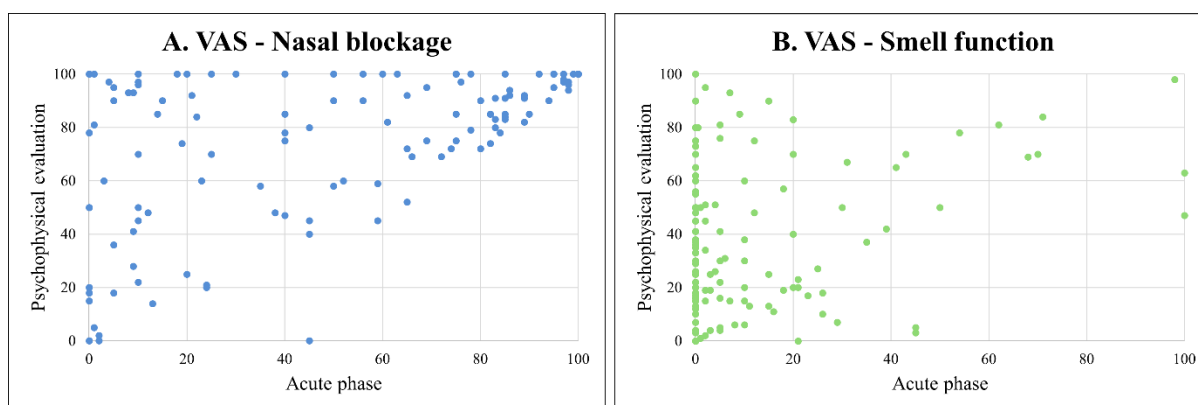 A. VAS - Nasal blockage
100
80
60
40
20
0
Psychophysical evaluation
0 20 40 60 80 100
Acute phase
B. VAS - Smell function
100
80
60
40
20
0
Psychophysical evaluation
0 20 40 60 80 100
Acute phase